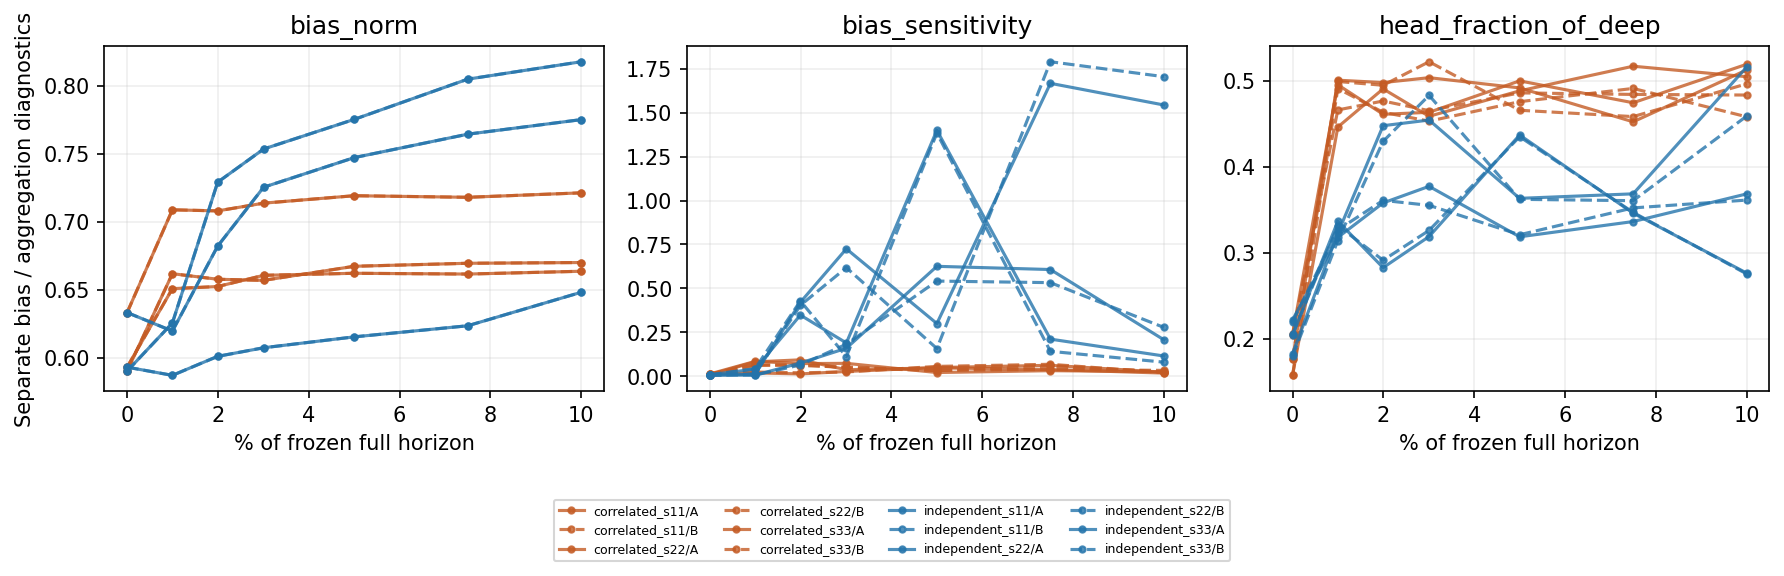 Separate bias / aggregation diagnostics
bias_norm
0.80
0.75
0.70
0.65
0.60
0 2 4 6 8 10
% of frozen full horizon
bias_sensitivity
1.75
1.50
1.25
1.00
0.75
0.50
0.25
0.00
0 2 4 6 8 10
% of frozen full horizon
head_fraction_of_deep
0.5
0.4
0.3
0.2
0 2 4 6 8 10
% of frozen full horizon
correlated_s11/A
correlated_s11/B
correlated_s22/A
correlated_s22/B
correlated_s33/A
correlated_s33/B
independent_s11/A
independent_s11/B
independent_s22/A
independent_s22/B
independent_s33/A
independent_s33/B